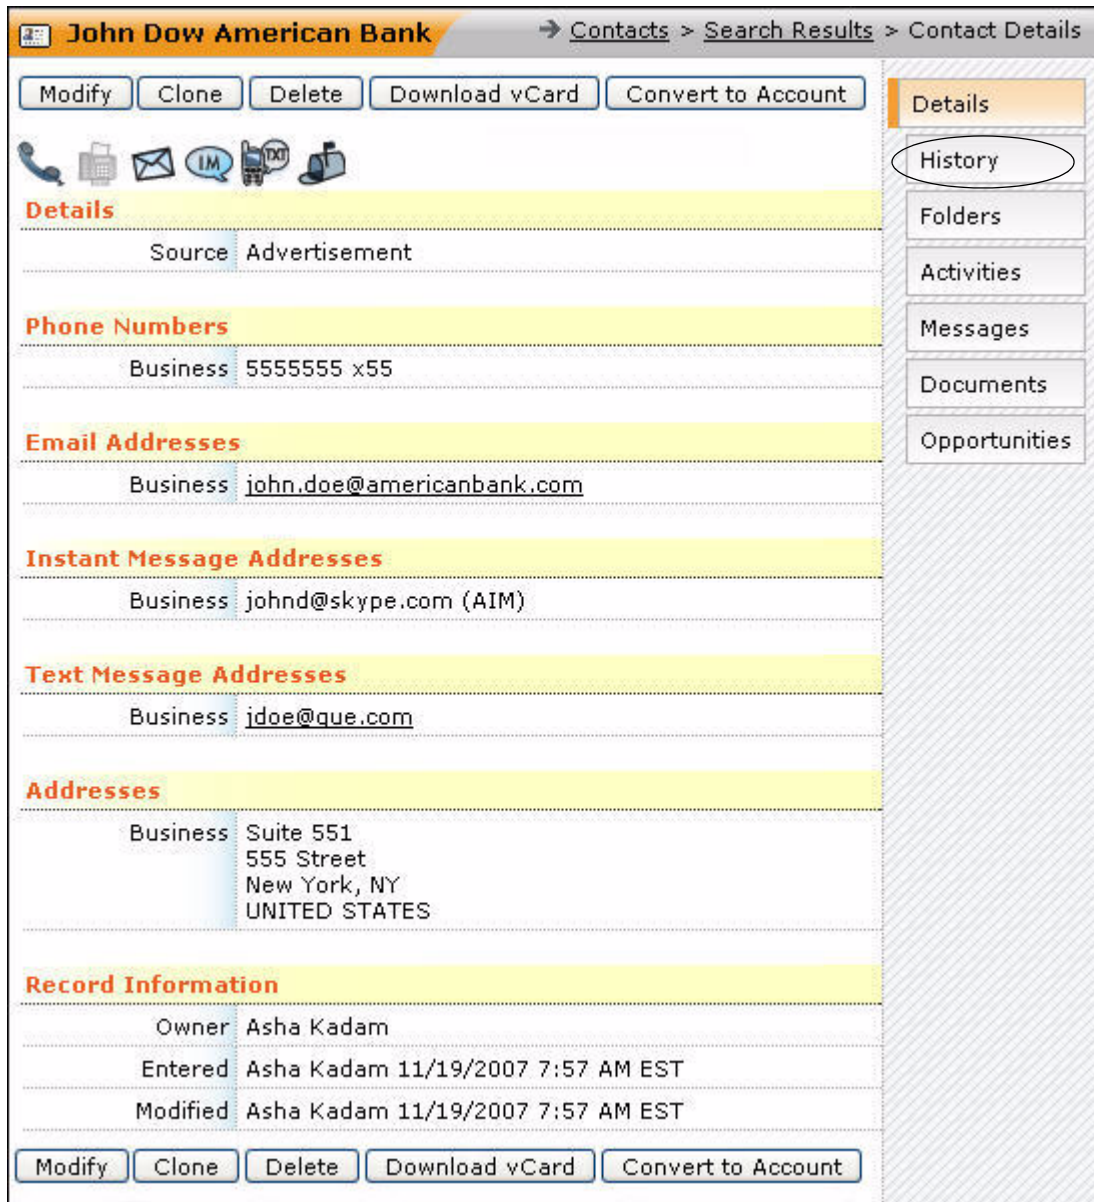 John Dow American Bank
Contacts > Search Results > Contact Details
Modify Clone Delete Download vCard Convert to Account
IM TXT
Details
Source Advertisement
Phone Numbers
Business 5555555 x55
Email Addresses
Business john.doe@americanbank.com
Instant Message Addresses
Business johnd@skype.com (AIM)
Text Message Addresses
Business jdoe@que.com
Addresses
Business Suite 551
555 Street
New York, NY
UNITED STATES
Record Information
Owner Asha Kadam
Entered Asha Kadam 11/19/2007 7:57 AM EST
Modified Asha Kadam 11/19/2007 7:57 AM EST
Modify Clone Delete Download vCard Convert to Account
Details
History
Folders
Activities
Messages
Documents
Opportunities